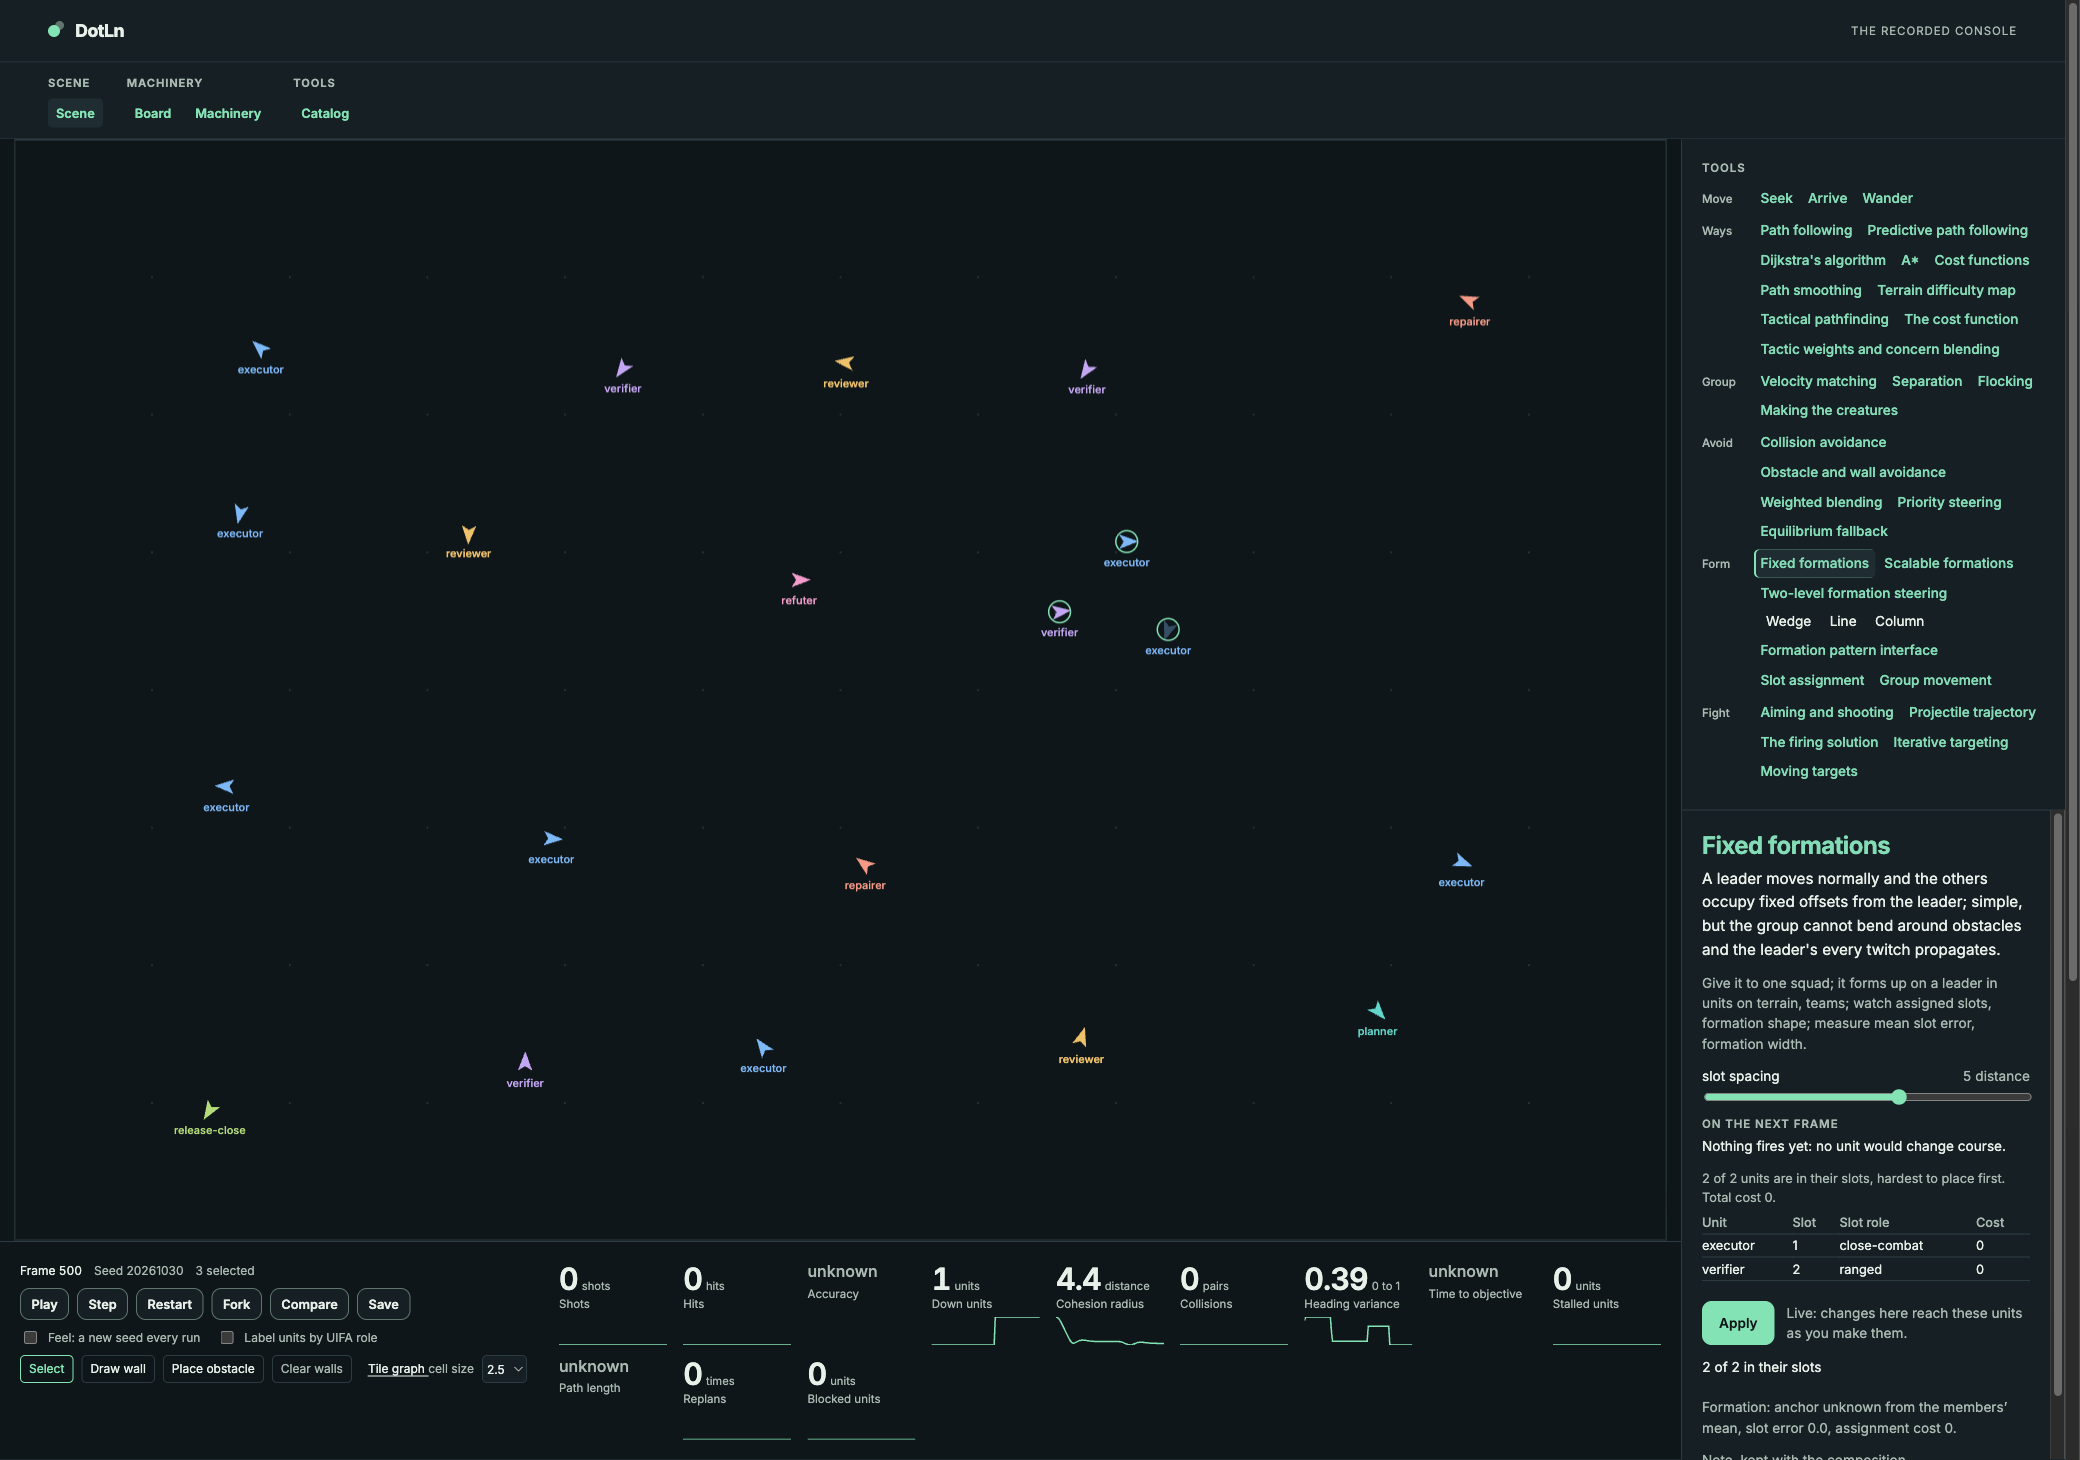 DotLn
THE RECORDED CONSOLE
SCENE MACHINERY TOOLS
Scene Board Machinery Catalog
repairer
executor
verifier
reviewer
verifier
executor
reviewer
executor
refuter
verifier
executor
executor
executor
repairer
executor
planner
reviewer
executor
verifier
release-close
TOOLS
Move Seek Arrive Wander
Ways Path following Predictive path following
Dijkstra's algorithm A* Cost functions
Path smoothing Terrain difficulty map
Tactical pathfinding The cost function
Tactic weights and concern blending
Group Velocity matching Separation Flocking
Making the creatures
Avoid Collision avoidance
Obstacle and wall avoidance
Weighted blending Priority steering
Equilibrium fallback
Form Fixed formations Scalable formations
Two-level formation steering
Wedge Line Column
Formation pattern interface
Slot assignment Group movement
Fight Aiming and shooting Projectile trajectory
The firing solution Iterative targeting
Moving targets
Fixed formations
A leader moves normally and the others
occupy fixed offsets from the leader; simple,
but the group cannot bend around obstacles
and the leader's every twitch propagates.
Give it to one squad; it forms up on a leader in
units on terrain, teams; watch assigned slots,
formation shape; measure mean slot error,
formation width.
slot spacing 5 distance
ON THE NEXT FRAME
Nothing fires yet: no unit would change course.
2 of 2 units are in their slots, hardest to place first.
Total cost 0.
Unit Slot Slot role Cost
executor 1 close-combat 0
verifier 2 ranged 0
Apply
Live: changes here reach these units
as you make them.
2 of 2 in their slots
Formation: anchor unknown from the members’
mean, slot error 0.0, assignment cost 0.
Note, kept with the composition
Frame 500 Seed 20261030 3 selected
Play Step Restart Fork Compare Save
Feel: a new seed every run Label units by UIFA role
Select Draw wall Place obstacle Clear walls Tile graph cell size 2.5
0 shots
Shots
0 hits
Hits
unknown
Accuracy
1 units
Down units
4.4 distance
Cohesion radius
0 pairs
Collisions
0.39 0 to 1
Heading variance
unknown
Time to objective
0 units
Stalled units
unknown
Path length
0 times
Replans
0 units
Blocked units